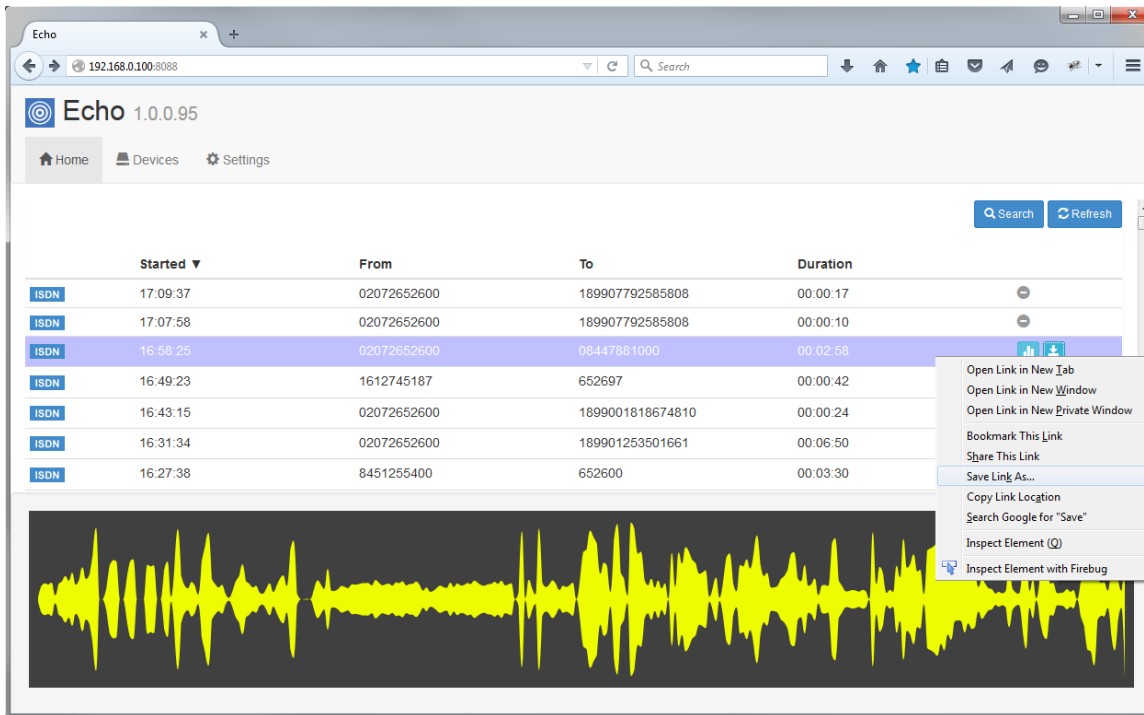 Echo × +
192.168.0.100:8088 Search
Echo 1.0.0.95
Home Devices Settings
Search Refresh
Started ▼ From To Duration
ISDN 17:09:37 02072652600 189907792585808 00:00:17
ISDN 17:07:58 02072652600 189907792585808 00:00:10
ISDN 16:58:25 02072652600 08447881000 00:02:58
ISDN 16:49:23 1612745187 652697 00:00:42
ISDN 16:43:15 02072652600 1899001818674810 00:00:24
ISDN 16:31:34 02072652600 189901253501661 00:06:50
ISDN 16:27:38 8451255400 652600 00:03:30
Open Link in New Tab
Open Link in New Window
Open Link in New Private Window
Bookmark This Link
Share This Link
Save Link As...
Copy Link Location
Search Google for "Save"
Inspect Element (Q)
Inspect Element with Firebug